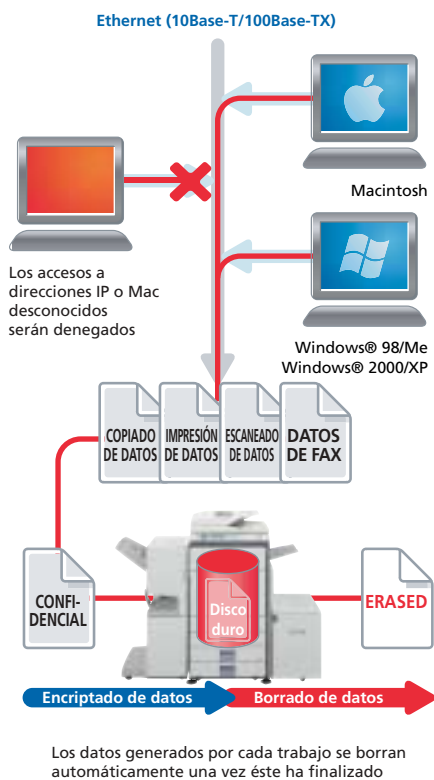 Ethernet (10Base-T/100Base-TX)
Macintosh
Los accesos a
direcciones IP o Mac
desconocidos
serán denegados
Windows® 98/Me
Windows® 2000/XP
COPIADO
DE DATOS
IMPRESIÓN
DE DATOS
ESCANEADO
DE DATOS
DATOS
DE FAX
CONFI-
DENCIAL
Disco
duro
ERASED
Encriptado de datos
Borrado de datos
Los datos generados por cada trabajo se borran
automáticamente una vez éste ha finalizado